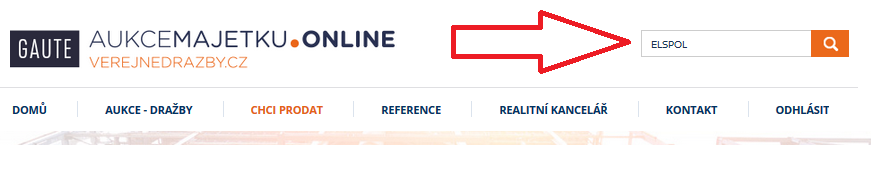 GAUTE AUKCEMAJETKU.ONLINE
VEREJNEDRAZBY.CZ
ELSPOL
DOMŮ AUKCE - DRAŽBY CHCI PRODAT REFERENCE REALITNÍ KANCELÁŘ KONTAKT ODHLÁSIT